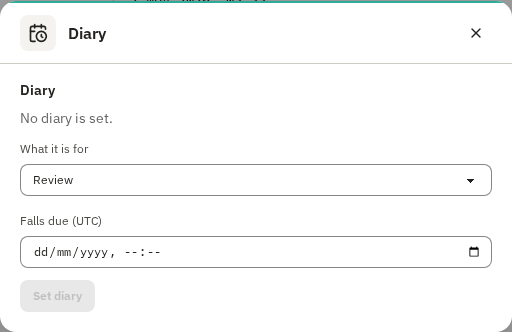 Diary
Diary
No diary is set.
What it is for
Review
Falls due (UTC)
dd/mm/yyyy, --:--
Set diary